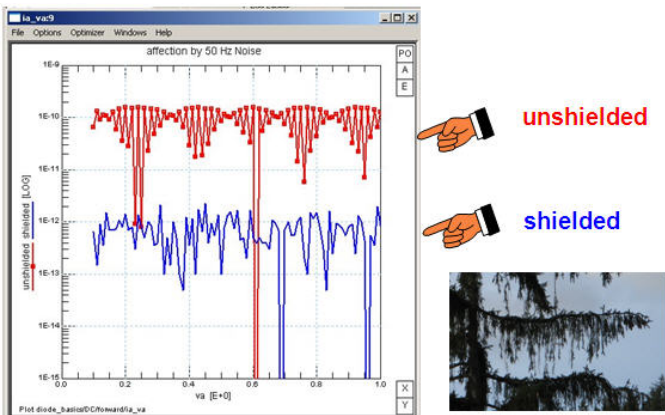 ia_va:9
File Options Optimizer Windows Help
affection by 50 Hz Noise
PO
A
E
1E-9
1E-10
1E-11
1E-12
1E-13
1E-14
1E-15
unshielded shielded [LOG]
0.0 0.2 0.4 0.6 0.8 1.0
va [E+0]
X
Y
Plot diode_basics/DC/forward/ia_va
unshielded
shielded